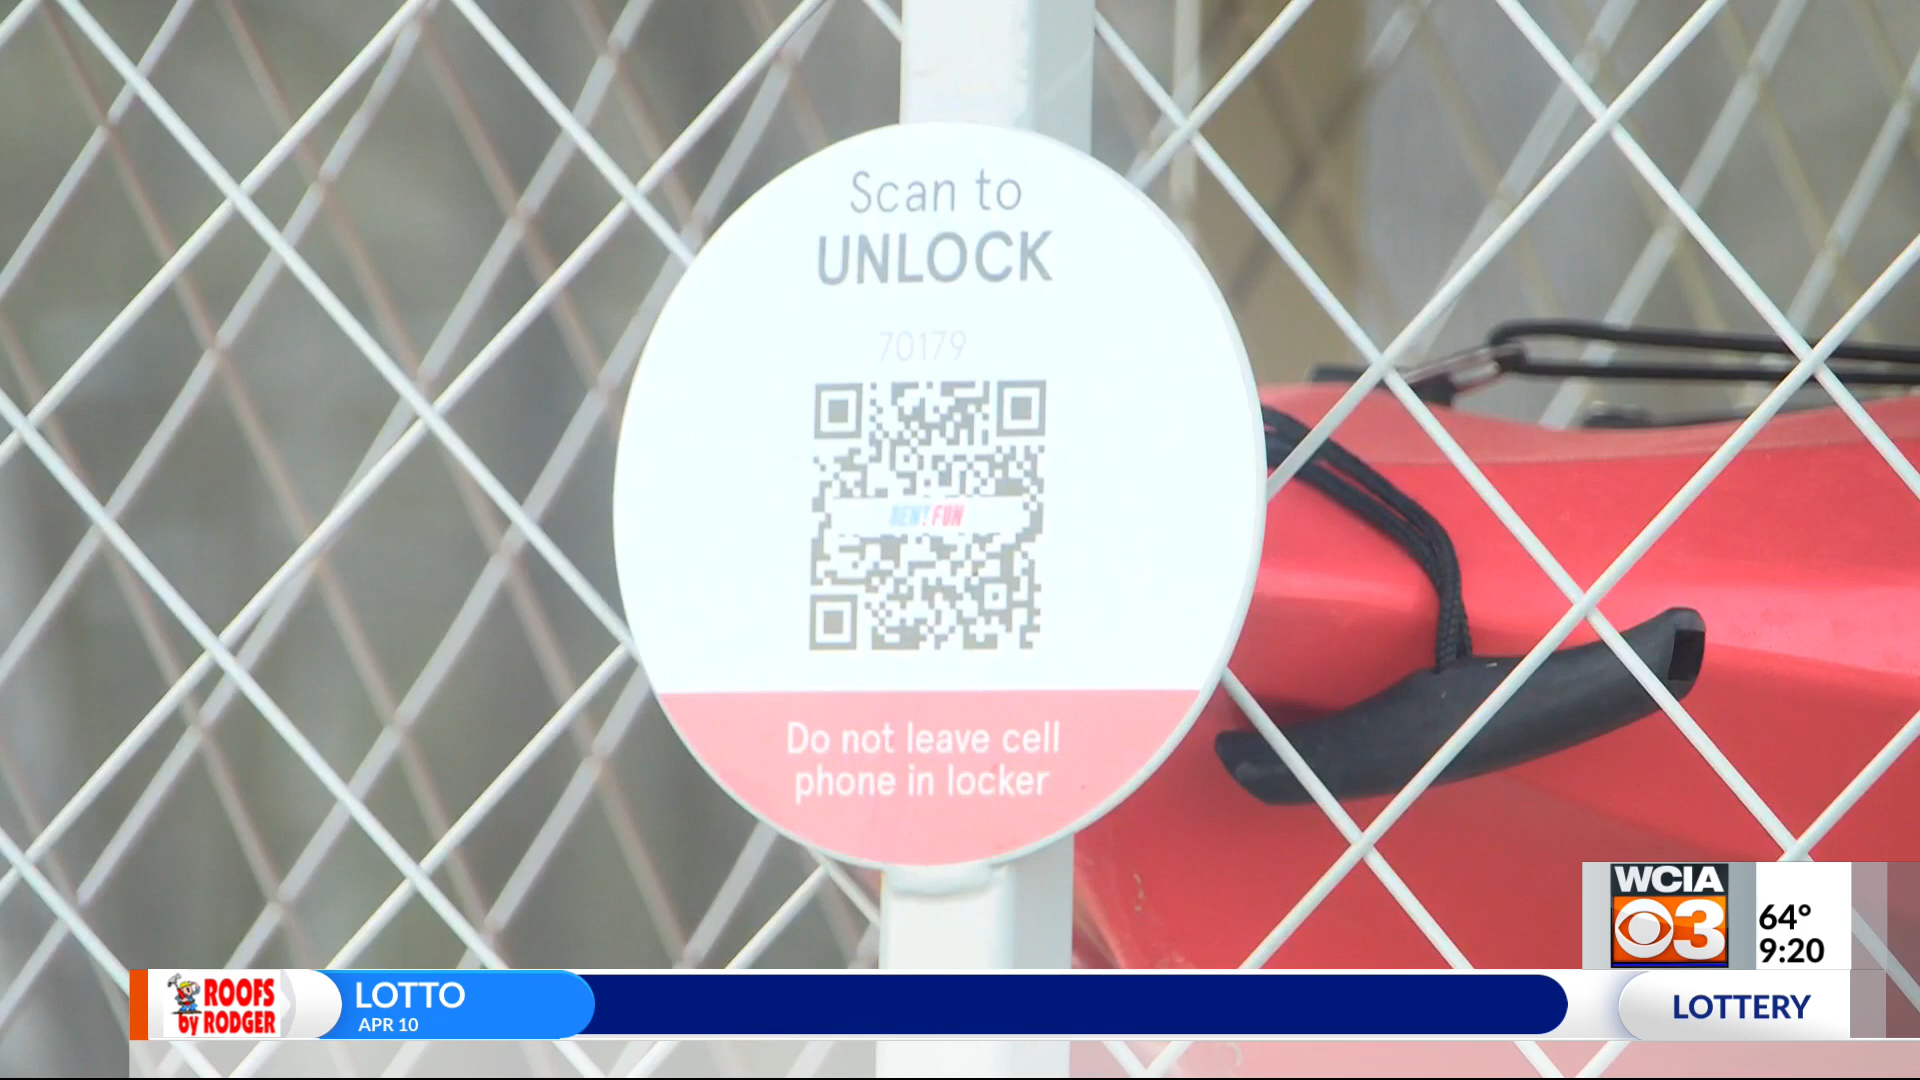 Scan to
UNLOCK
70179
RENT.FUN
Do not leave cell
phone in locker
WCIA
3
64°
9:20
ROOFS
by RODGER
LOTTO
APR 10
LOTTERY